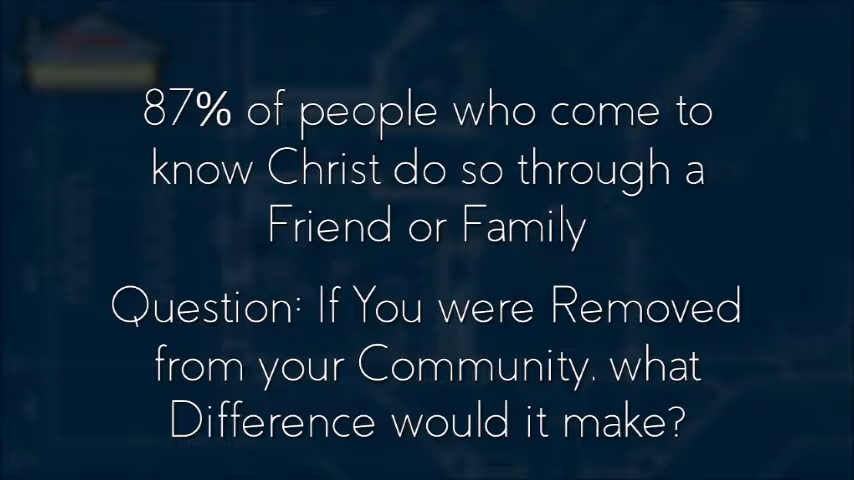 87% of people who come to
know Christ do so through a
Friend or Family
Question: If You were Removed
from your Community, what
Difference would it make?